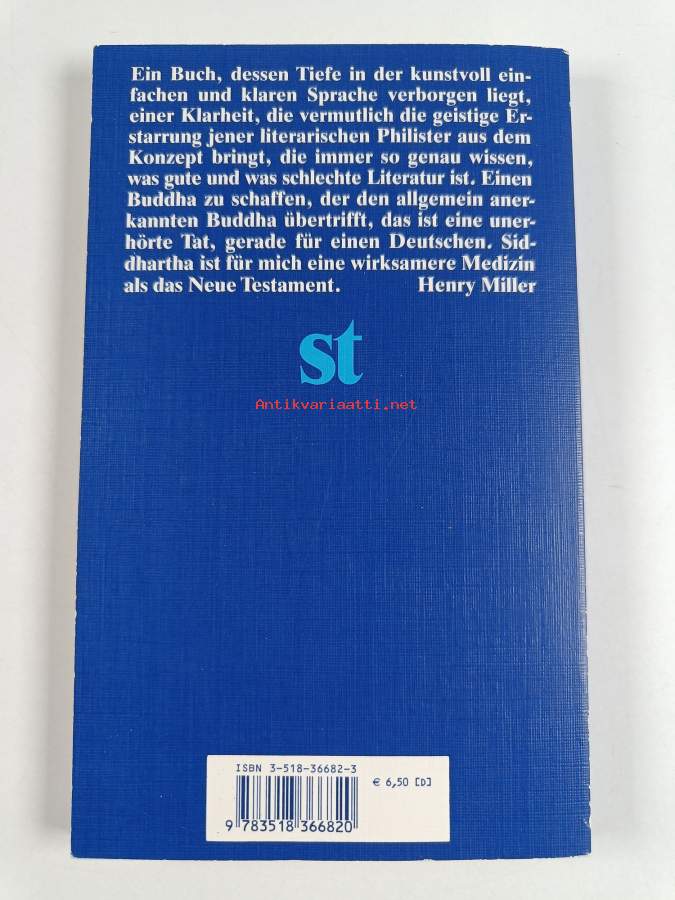 Ein Buch, dessen Tiefe in der kunstvoll ein-
fachen und klaren Sprache verborgen liegt,
einer Klarheit, die vermutlich die geistige Er-
starrung jener literarischen Philister aus dem
Konzept bringt, die immer so genau wissen,
was gute und was schlechte Literatur ist. Einen
Buddha zu schaffen, der den allgemein aner-
kannten Buddha übertrifft, das ist eine uner-
hörte Tat, gerade für einen Deutschen. Sid-
dhartha ist für mich eine wirksamere Medizin
als das Neue Testament. Henry Miller
st
Antikvariaatti.net
ISBN 3-518-36682-3
€ 6,50 [D]
9 783518 366820